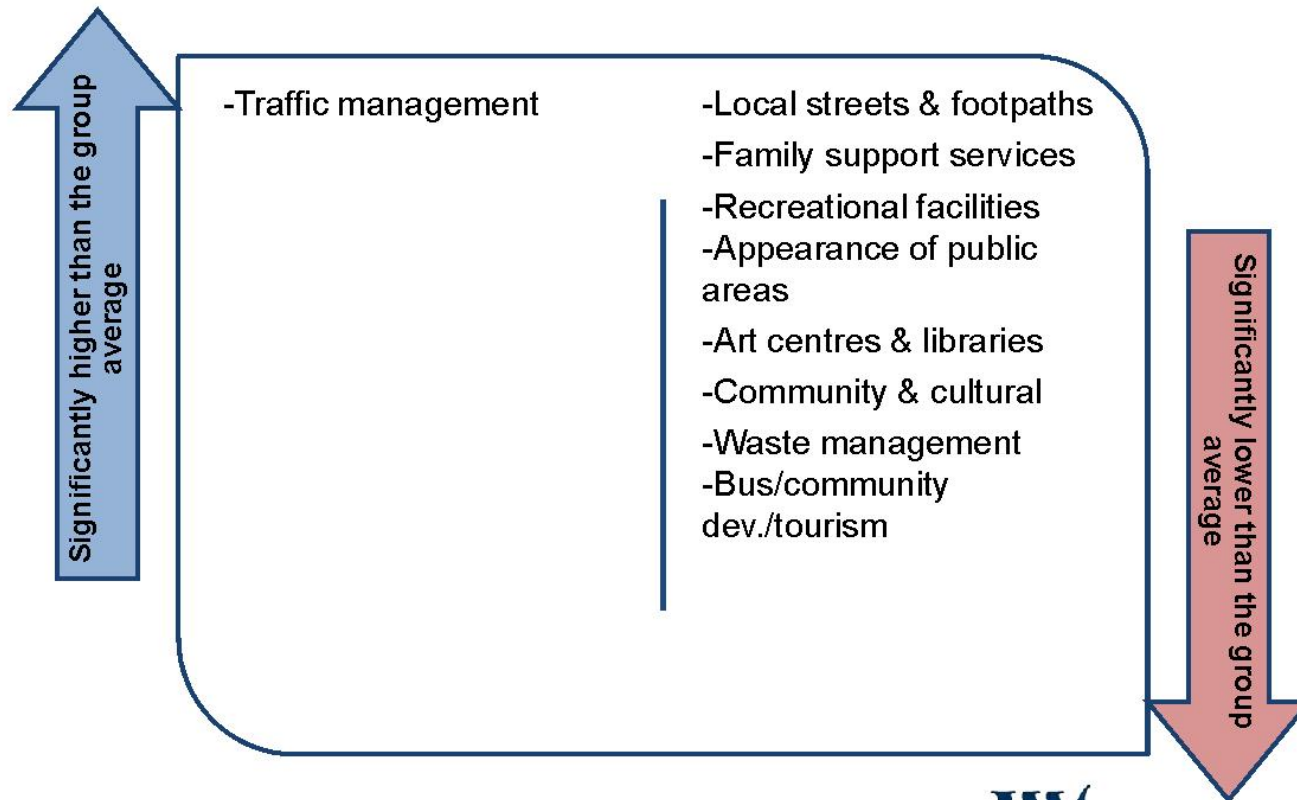 Significantly higher than the group
average
-Traffic management
-Local streets & footpaths
-Family support services
-Recreational facilities
-Appearance of public
areas
-Art centres & libraries
-Community & cultural
-Waste management
-Bus/community
dev./tourism
Significantly lower than the group
average